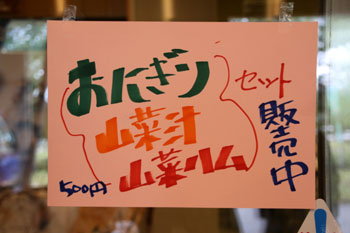 おにぎり
山菜汁
山菜ハム
セット
500円
販売中